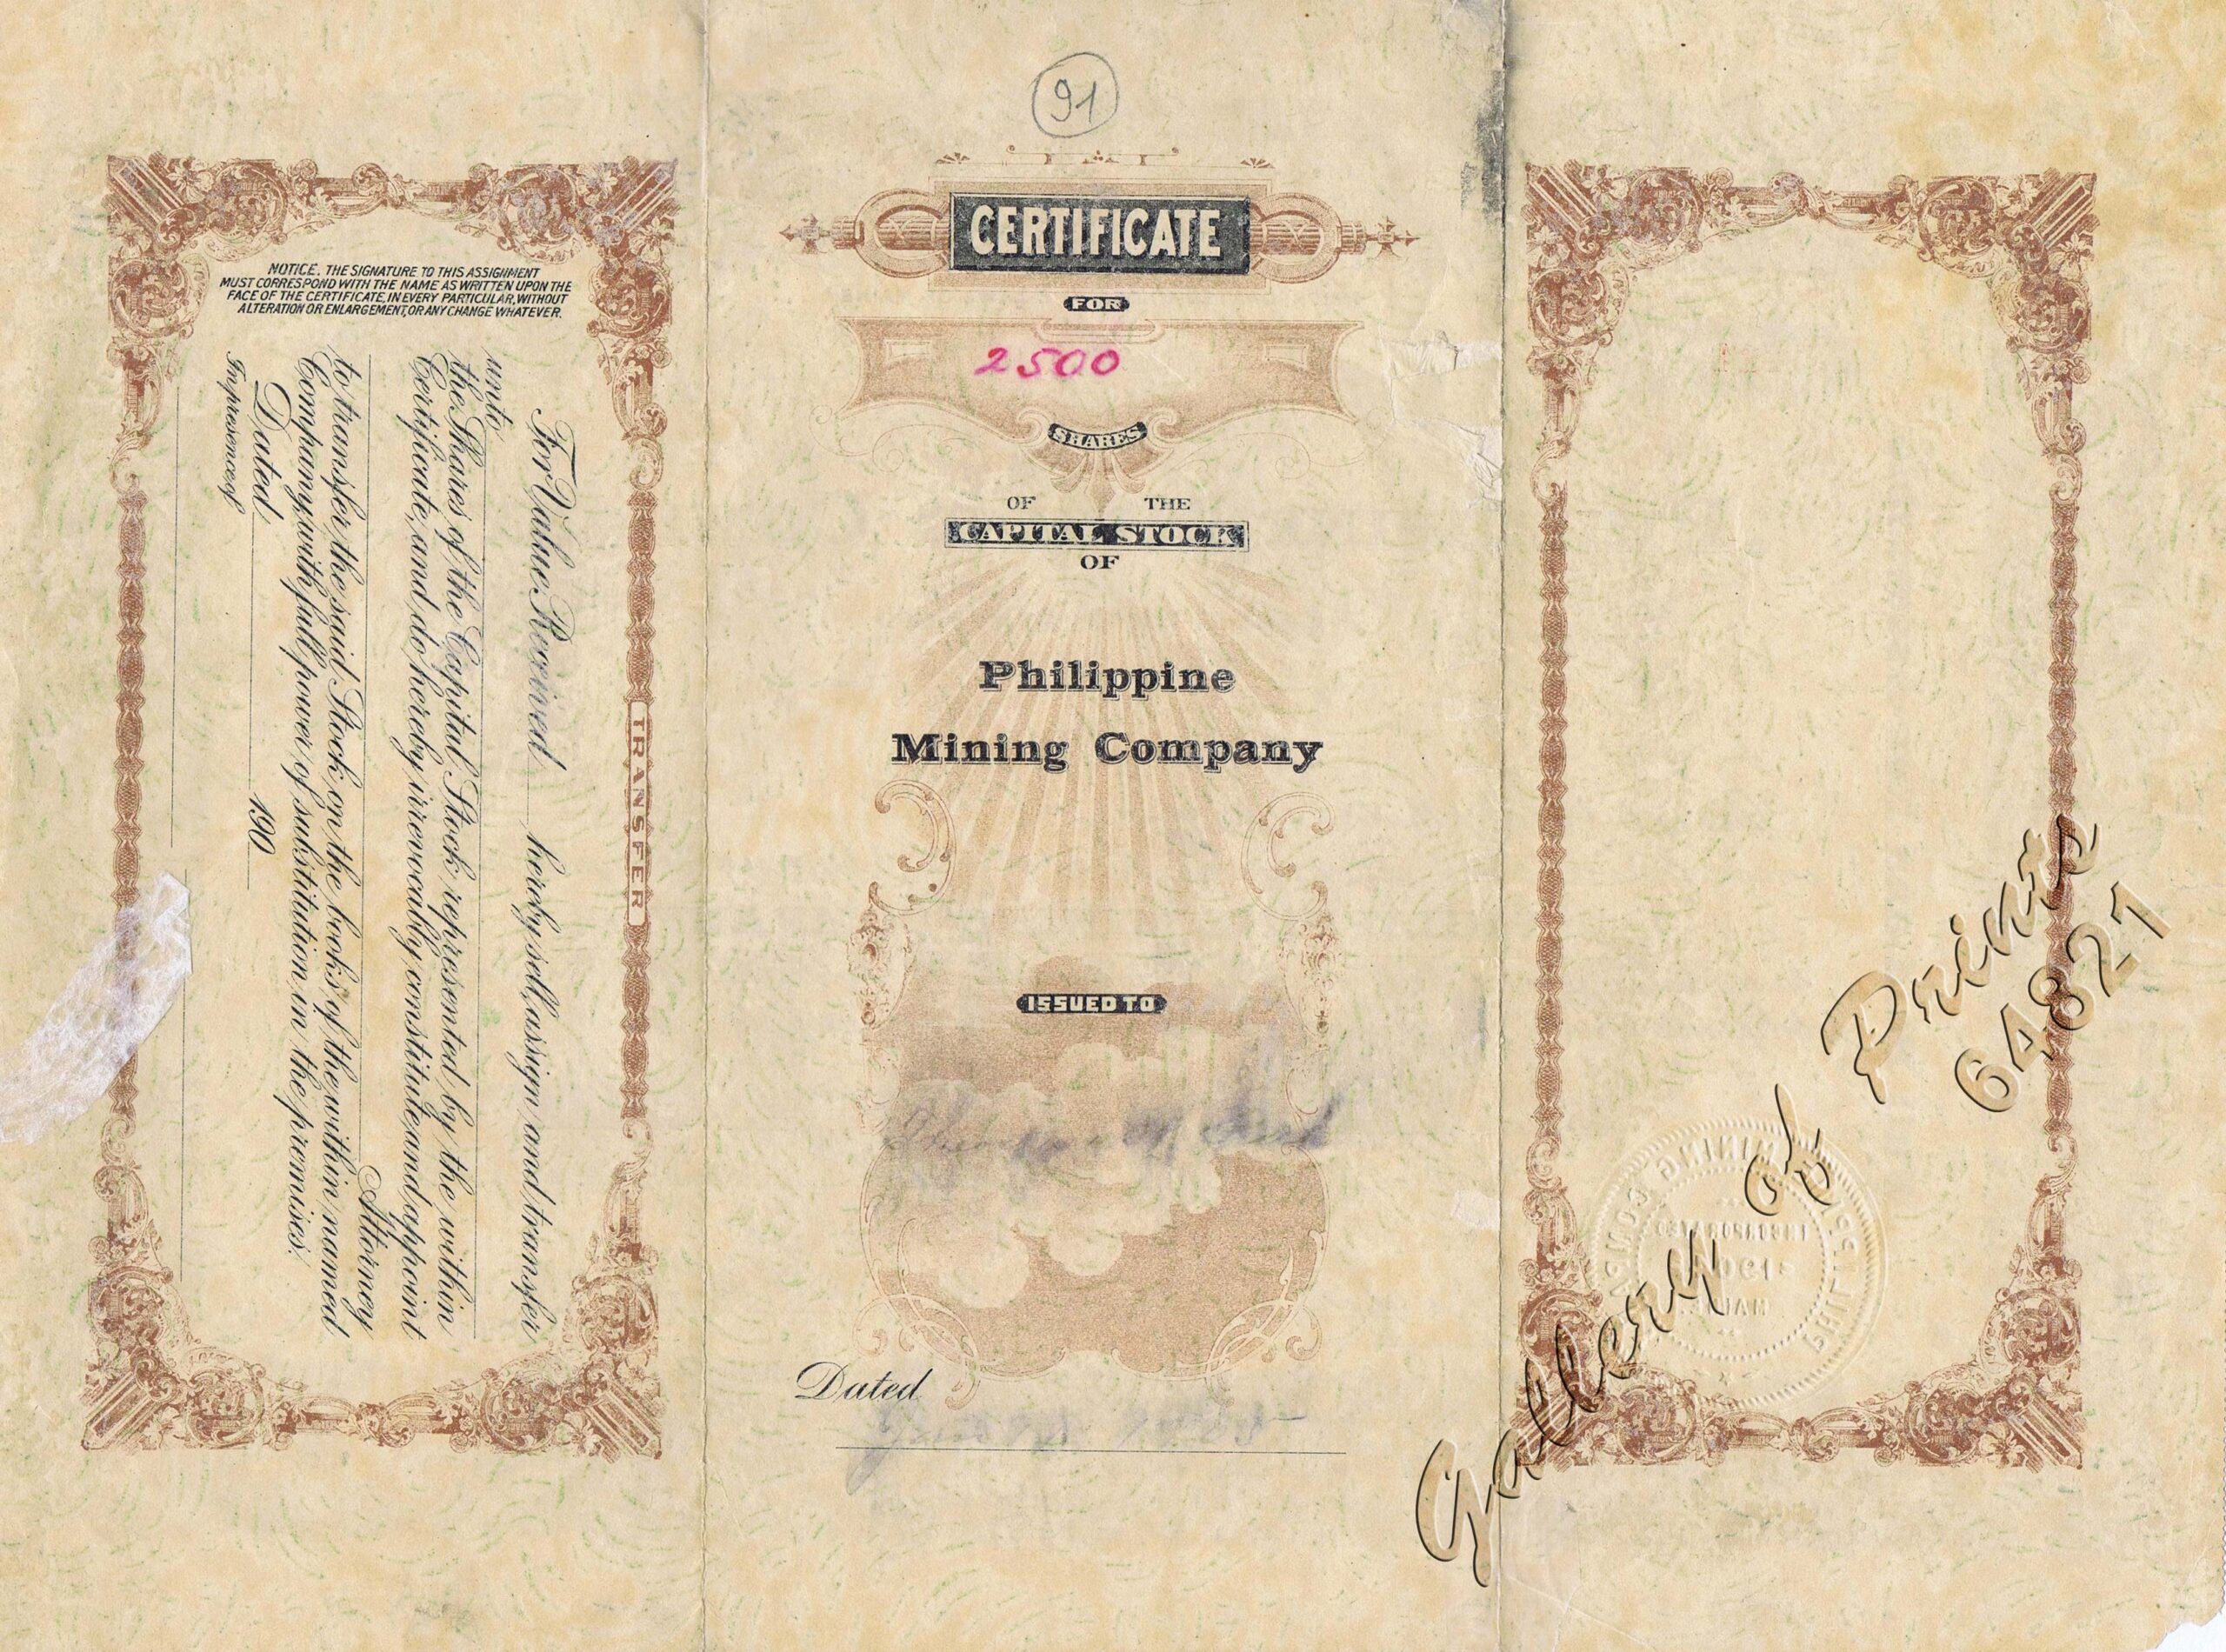 NOTICE. THE SIGNATURE TO THIS ASSIGNMENT
MUST CORRESPOND WITH THE NAME AS WRITTEN UPON THE
FACE OF THE CERTIFICATE, IN EVERY PARTICULAR, WITHOUT
ALTERATION OR ENLARGEMENT, OR ANY CHANGE WHATEVER.
TRANSFER
For Value Received hereby sell, assign and transfer
unto
the Shares of the Capital Stock represented by the within
Certificate, and do hereby irrevocably constitute and appoint
Attorney
to transfer the said Stock on the books of the within named
Company, with full power of substitution in the premises.
Dated 190
In presence of
91
CERTIFICATE
FOR
2500
SHARES
OF THE
CAPITAL STOCK
OF
Philippine
Mining Company
ISSUED TO
Dated
PHILIPPINE MINING COMPANY
INCORPORATED
MAINE
Gallery of Prints
64821